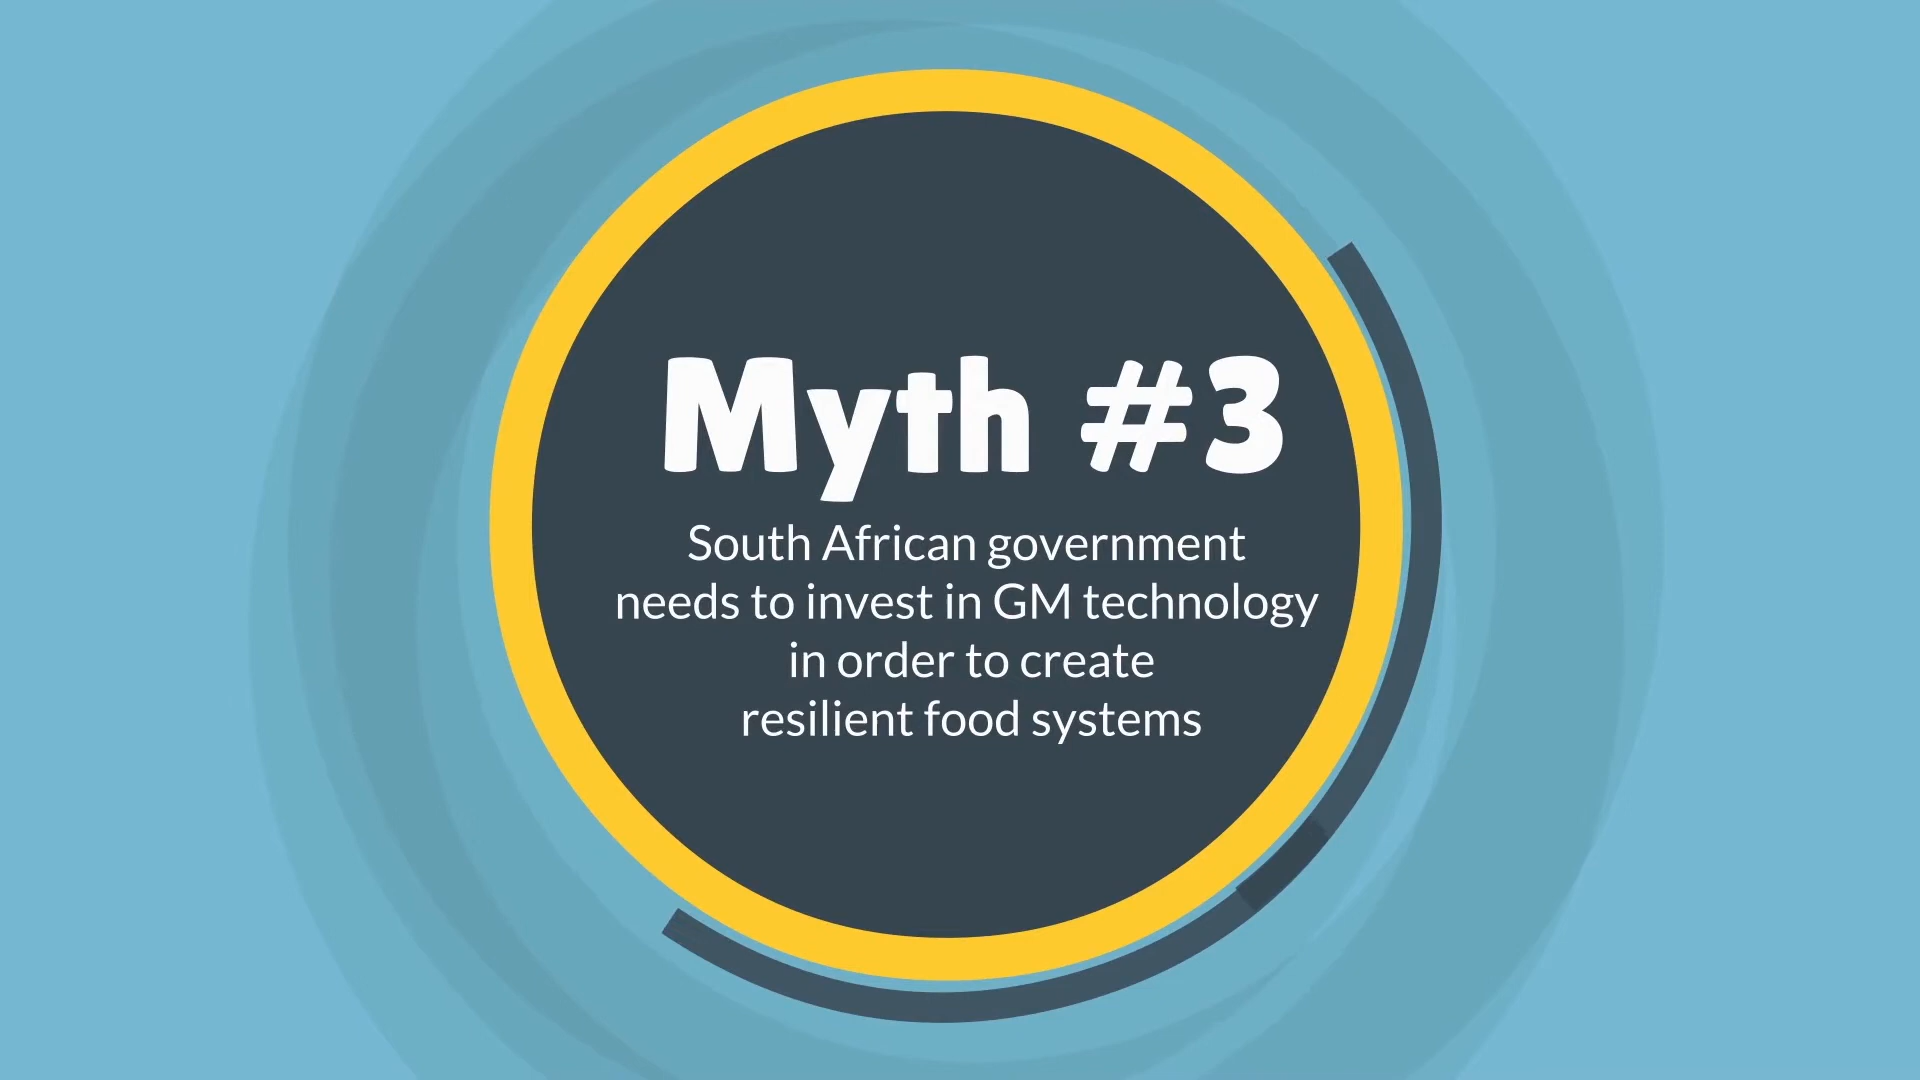 Myth #3
South African government
needs to invest in GM technology
in order to create
resilient food systems